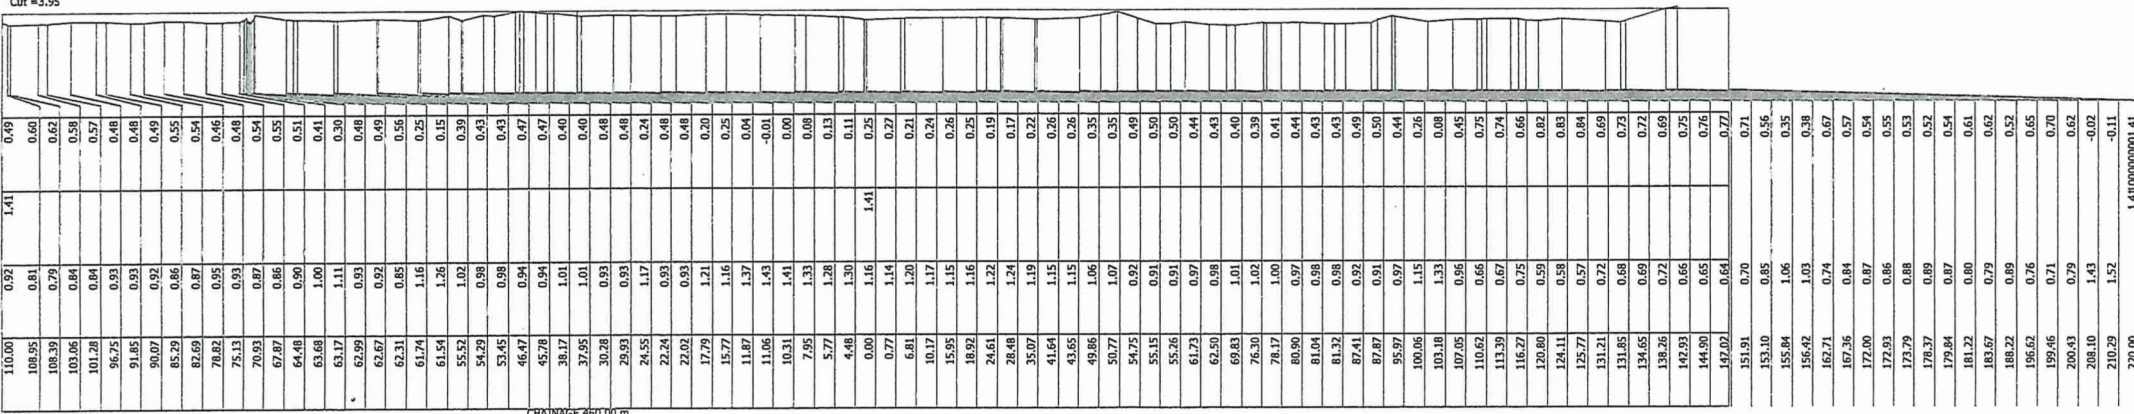 Cut =3.95
0.49 0.60 0.62 0.58 0.57 0.48 0.48 0.49 0.55 0.54 0.46 0.48 0.54 0.55 0.51 0.41 0.30 0.48 0.49 0.56 0.25 0.15 0.39 0.43 0.43 0.47 0.47 0.40 0.40 0.48 0.48 0.24 0.48 0.48 0.20 0.25 0.04 -0.01 0.00 0.08 0.13 0.11 0.25 0.27 0.21 0.24 0.26 0.25 0.19 0.17 0.22 0.26 0.26 0.35 0.35 0.49 0.50 0.50 0.44 0.43 0.40 0.39 0.41 0.44 0.43 0.43 0.49 0.50 0.44 0.26 0.08 0.45 0.75 0.74 0.66 0.82 0.83 0.84 0.69 0.73 0.72 0.69 0.75 0.76 0.77 0.71 0.56 0.35 0.38 0.67 0.57 0.54 0.55 0.53 0.52 0.54 0.61 0.62 0.52 0.65 0.70 0.62 -0.02 -0.11
1.41 1.41
0.92 0.81 0.79 0.84 0.84 0.93 0.93 0.92 0.86 0.87 0.95 0.93 0.87 0.86 0.90 1.00 1.11 0.93 0.92 0.85 1.16 1.26 1.02 0.98 0.98 0.94 0.94 1.01 1.01 0.93 0.93 1.17 0.93 0.93 1.21 1.16 1.37 1.43 1.41 1.33 1.28 1.30 1.16 1.14 1.20 1.17 1.15 1.16 1.22 1.24 1.19 1.15 1.15 1.06 1.07 0.92 0.91 0.91 0.97 0.98 1.01 1.02 1.00 0.97 0.98 0.98 0.92 0.91 0.97 1.15 1.33 0.96 0.66 0.67 0.75 0.59 0.58 0.57 0.72 0.68 0.69 0.72 0.66 0.65 0.64 0.70 0.85 1.06 1.03 0.74 0.84 0.87 0.86 0.88 0.89 0.87 0.80 0.79 0.89 0.76 0.71 0.79 1.43 1.52
110.00 108.95 108.39 103.06 101.28 96.75 91.85 90.07 85.29 82.69 78.82 75.13 70.93 67.87 64.48 63.68 63.17 62.99 62.67 62.31 61.74 61.54 55.52 54.29 53.45 46.47 45.78 38.17 37.95 30.28 29.93 24.55 22.24 22.02 17.79 15.77 11.27 11.06 10.31 7.95 5.77 4.48 0.00 0.77 6.81 10.17 15.95 18.92 24.61 28.48 35.07 41.64 43.65 49.86 50.77 54.75 55.15 55.26 61.73 62.50 69.83 76.30 78.17 80.90 81.04 81.32 87.41 87.87 95.97 100.06 103.18 107.05 110.62 113.39 116.27 120.80 124.11 125.77 131.21 131.85 134.65 138.26 142.93 144.90 147.02 151.91 153.10 155.84 156.42 162.71 167.36 172.00 172.93 173.79 178.37 179.84 181.22 183.67 188.22 196.62 199.46 200.43 208.10 210.29 220.00
CHAINAGE 460.00 m